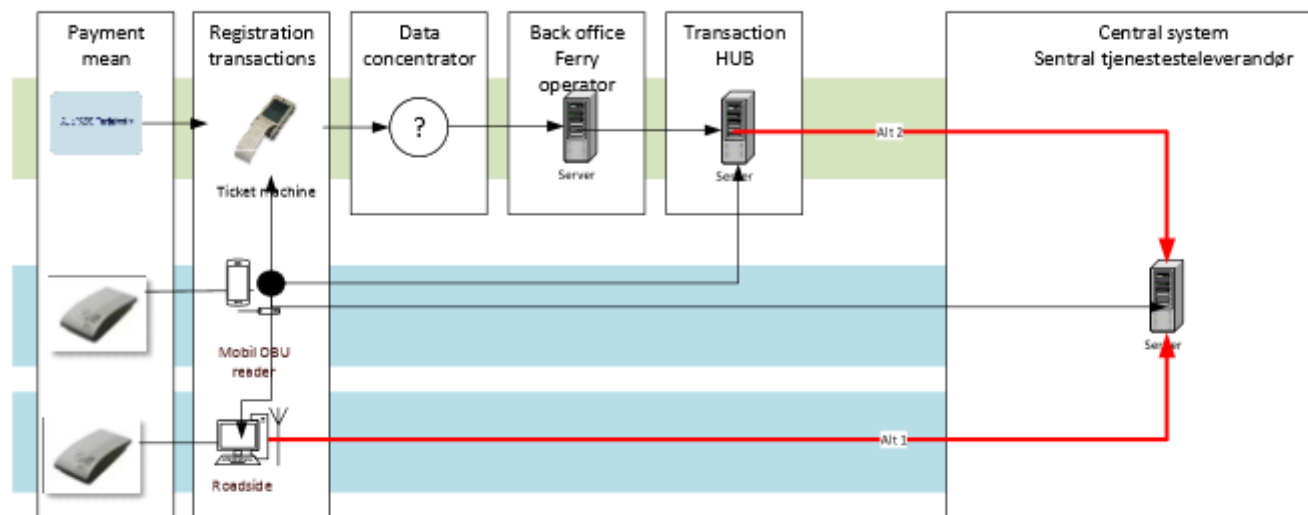 Payment
mean
Registration
transactions
Data
concentrator
Back office
Ferry
operator
Transaction
HUB
Central system
Sentral tjenestesteleverandør
?
Alt 2
Ticket machine
Server
Server
Mobil OBU
reader
Server
Alt 1
Roadside